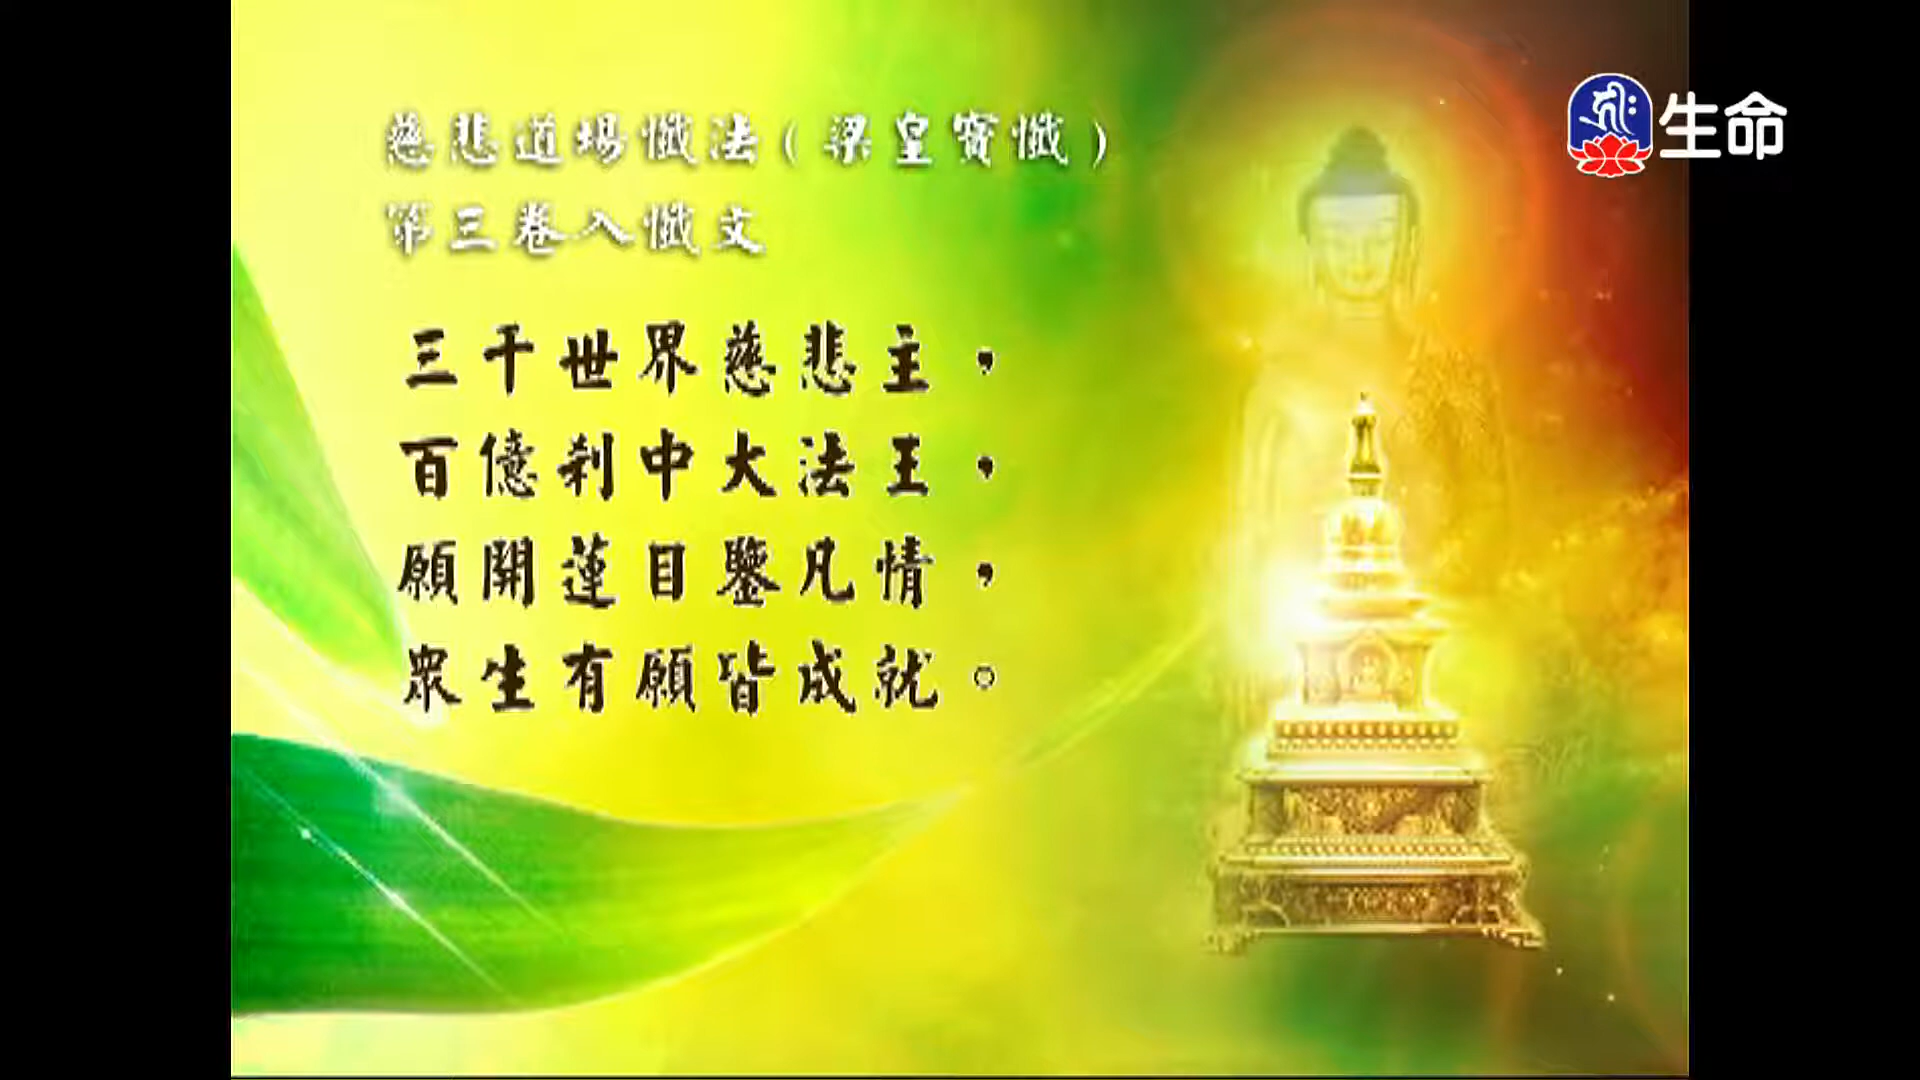 慈悲道場懺法(梁皇寶懺)
第三卷入懺文
三千世界慈悲主，
百億剎中大法王，
願開蓮目鑒凡情，
眾生有願皆成就。
生命